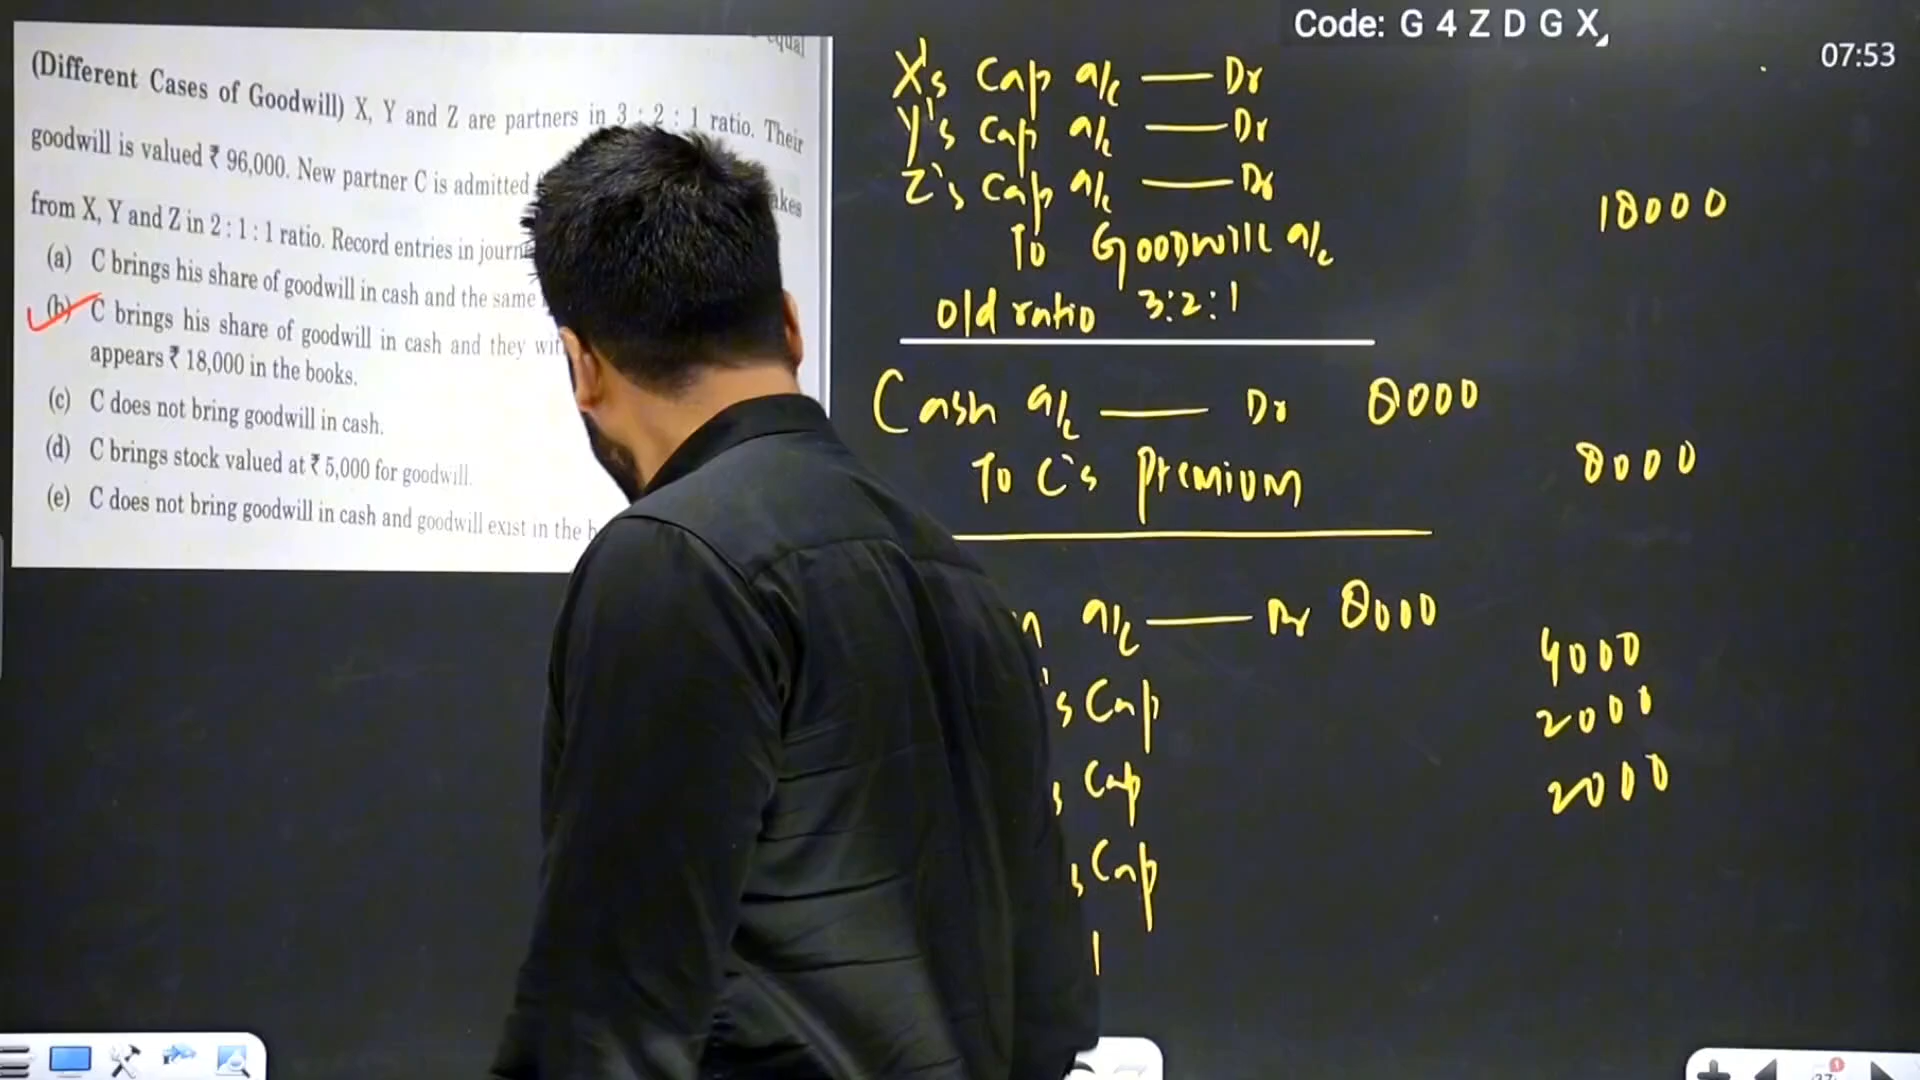 Code: G 4 Z D G X
07:53
equal
(Different Cases of Goodwill) X, Y and Z are partners in 3 : 2 : 1 ratio. Their
goodwill is valued ₹ 96,000. New partner C is admitted
from X, Y and Z in 2 : 1 : 1 ratio. Record entries in
(a) C brings his share of goodwill in cash and the same
(b) C brings his share of goodwill in cash and they
appears ₹ 18,000 in the books.
(c) C does not bring goodwill in cash.
(d) C brings stock valued at ₹ 5,000 for goodwill.
(e) C does not bring goodwill in cash and goodwill exist in the
X's Cap a/c — Dr
Y's Cap a/c — Dr
Z's Cap a/c — Dr
To Goodwill a/c 18000
Old ratio 3:2:1
Cash a/c — Dr 8000
To C's Premium 8000
a/c — Dr 8000
's Cap 4000
s Cap 2000
s Cap 2000
27